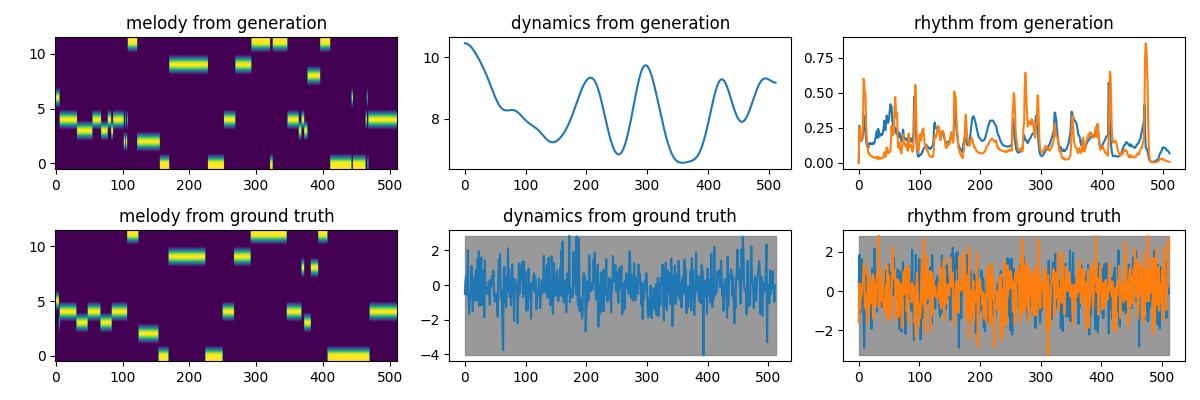 melody from generation
10
5
0
0 100 200 300 400 500
dynamics from generation
10
8
0 100 200 300 400 500
rhythm from generation
0.75
0.50
0.25
0.00
0 100 200 300 400 500
melody from ground truth
10
5
0
0 100 200 300 400 500
dynamics from ground truth
2
0
−2
−4
0 100 200 300 400 500
rhythm from ground truth
2
0
−2
0 100 200 300 400 500